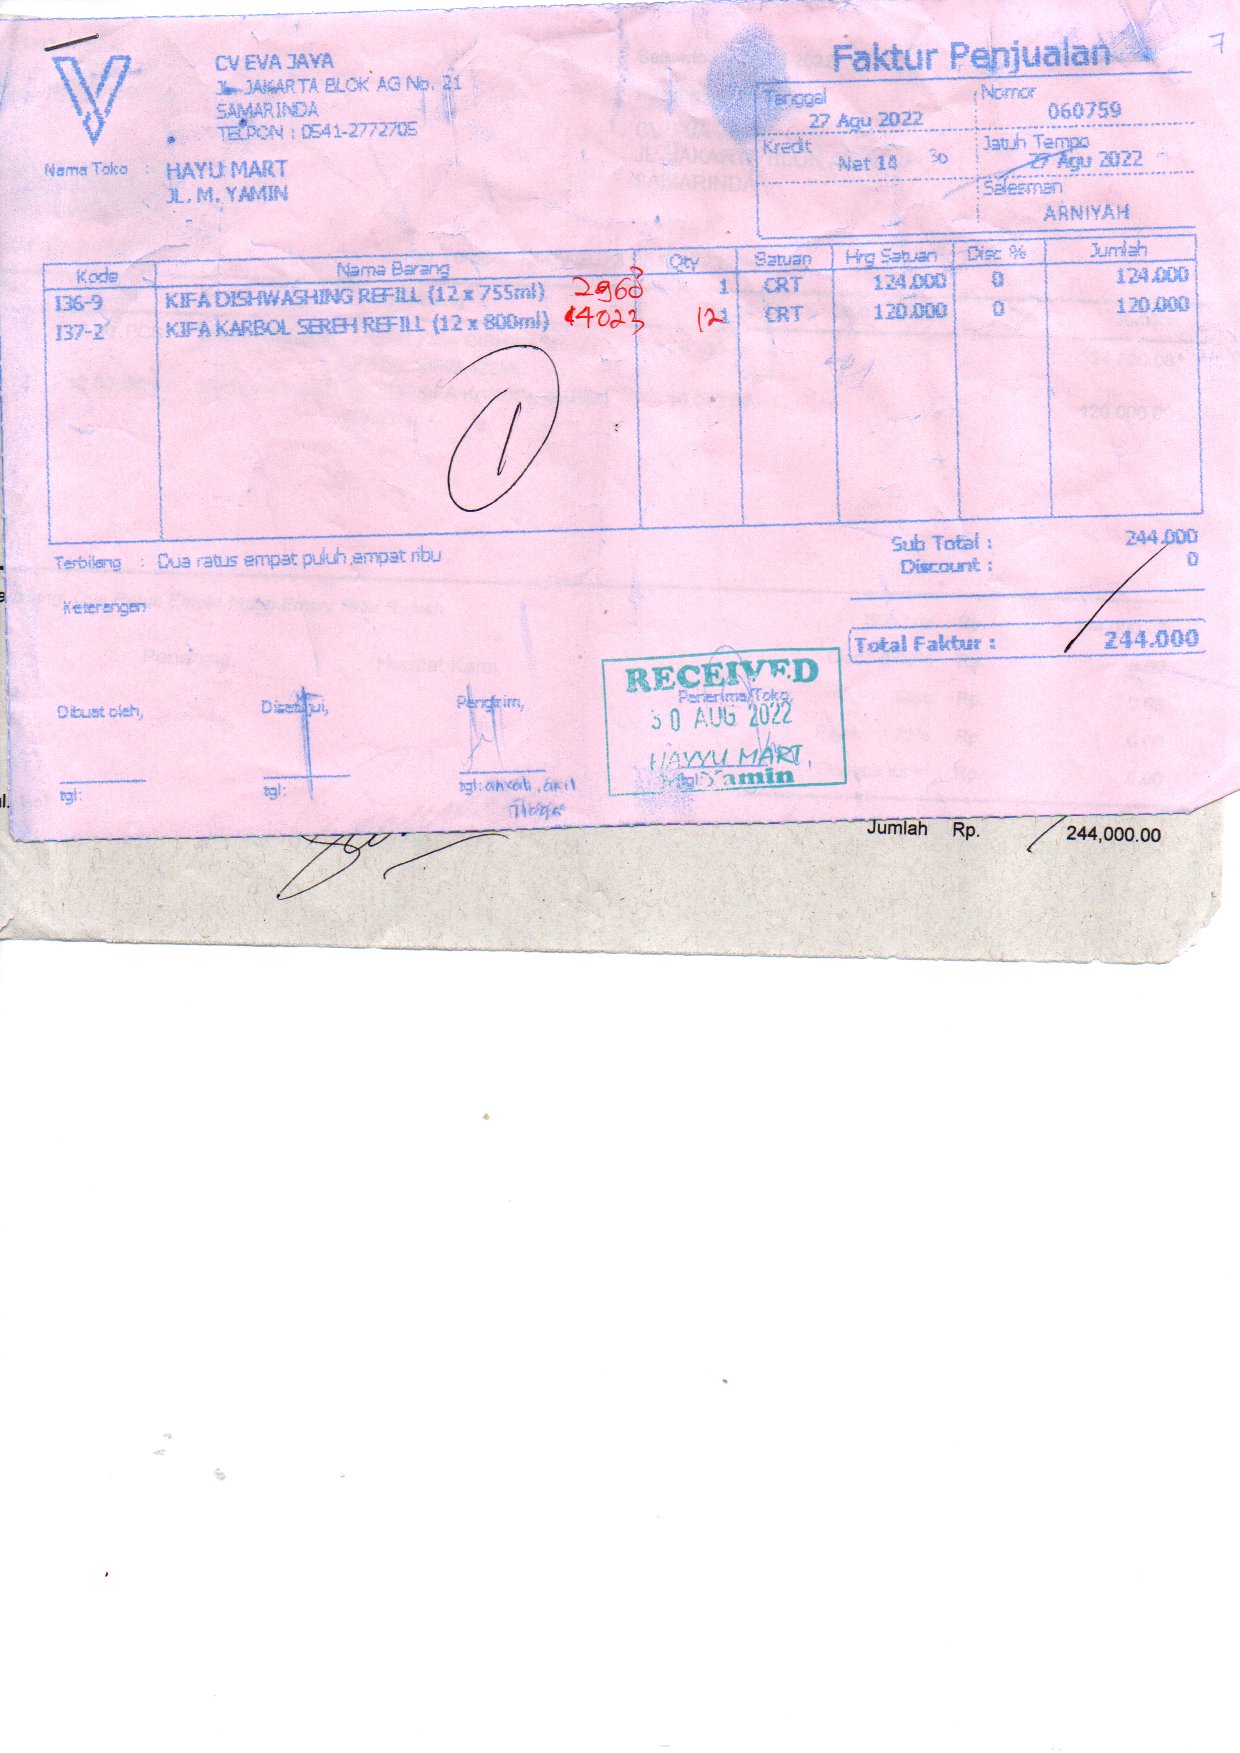 CV EVA JAYA
JL. JAKARTA BLOK AG No. 21
SAMARINDA
TELPON : 0541-2772705
Nama Toko : HAYU MART
JL. M. YAMIN
Faktur Penjualan
7
Tanggal
27 Agu 2022
Nomor
060759
Kredit
Net 14 30
Jatuh Tempo
27 Agu 2022
Salesman
ARNIYAH
Kode Nama Barang Qty Satuan Hrg Satuan Disc % Jumlah
136-9 KIFA DISHWASHING REFILL (12 x 755ml) 1 CRT 124.000 0 124.000
137-2 KIFA KARBOL SEREH REFILL (12 x 800ml) 14023 12 1 CRT 120.000 0 120.000
1
Terbilang : Dua ratus empat puluh ,empat ribu
Sub Total : 244.000
Discount : 0
Keterangan
Total Faktur : 244.000
Dibuat oleh, Disetujui, Pengirim, Penerima/Toko,
RECEIVED
30 AUG 2022
HAYYU MART,
Yamin
tgl: tgl: tgl: tgl:
Jumlah Rp. 244,000.00